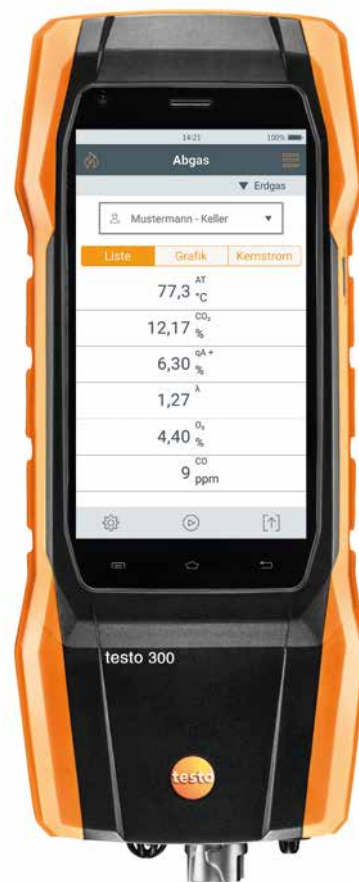 14:21 100%
Abgas
▼ Erdgas
Mustermann - Keller ▼
Liste Grafik Kernstrom
77,3 AT °C
12,17 CO₂ %
6,30 qA + %
1,27 λ
4,40 O₂ %
9 CO ppm
testo 300
testo